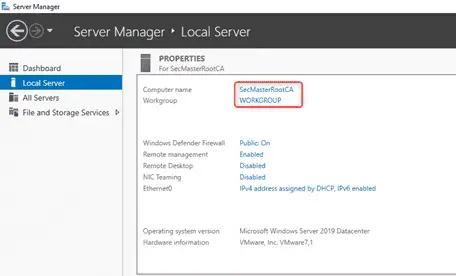 Server Manager
Server Manager • Local Server
Dashboard
Local Server
All Servers
File and Storage Services
PROPERTIES
For SecMasterRootCA
Computer name SecMasterRootCA
Workgroup WORKGROUP
Windows Defender Firewall Public: On
Remote management Enabled
Remote Desktop Disabled
NIC Teaming Disabled
Ethernet0 IPv4 address assigned by DHCP, IPv6 enabled
Operating system version Microsoft Windows Server 2019 Datacenter
Hardware information VMware, Inc. VMware7,1